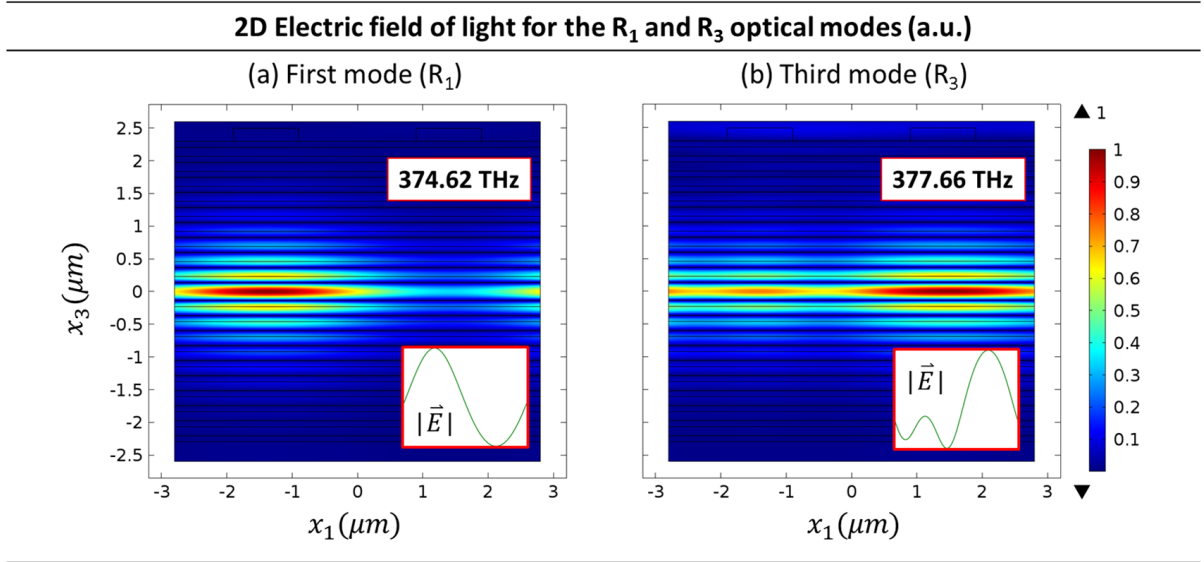 2D Electric field of light for the R₁ and R₃ optical modes (a.u.)
(a) First mode (R₁)
(b) Third mode (R₃)
374.62 THz
377.66 THz
x₃(μm)
2.5
2
1.5
1
0.5
0
-0.5
-1
-1.5
-2
-2.5
|E⃗|
|E⃗|
▲ 1
1
0.9
0.8
0.7
0.6
0.5
0.4
0.3
0.2
0.1
▼
-3 -2 -1 0 1 2 3
-3 -2 -1 0 1 2 3
x₁(μm)
x₁(μm)